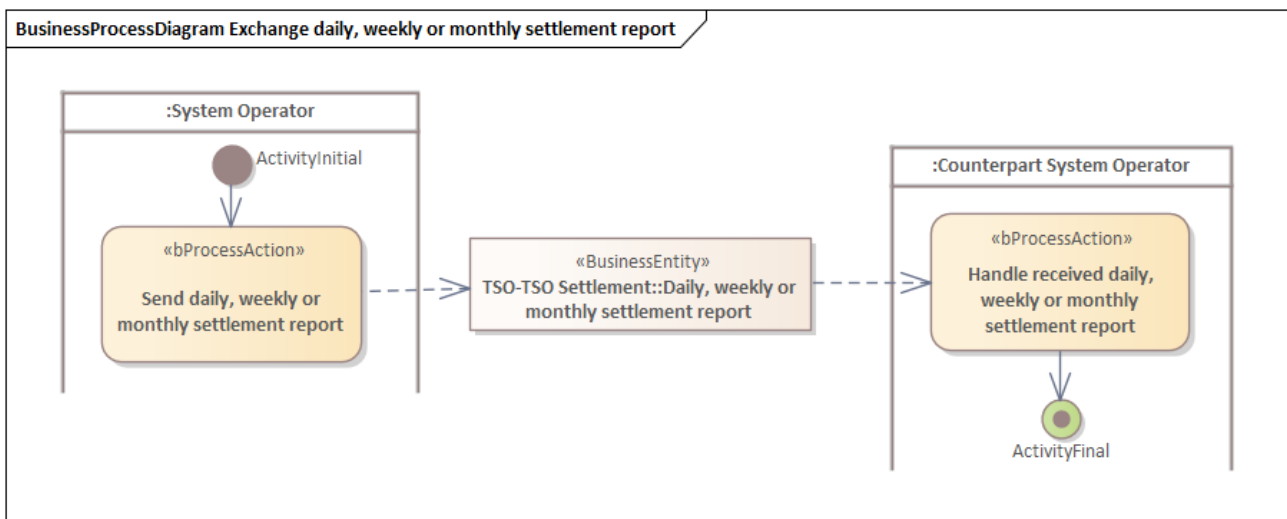 BusinessProcessDiagram Exchange daily, weekly or monthly settlement report
:System Operator
ActivityInitial
«bProcessAction»
Send daily, weekly or
monthly settlement report
«BusinessEntity»
TSO-TSO Settlement::Daily, weekly or
monthly settlement report
:Counterpart System Operator
«bProcessAction»
Handle received daily,
weekly or monthly
settlement report
ActivityFinal